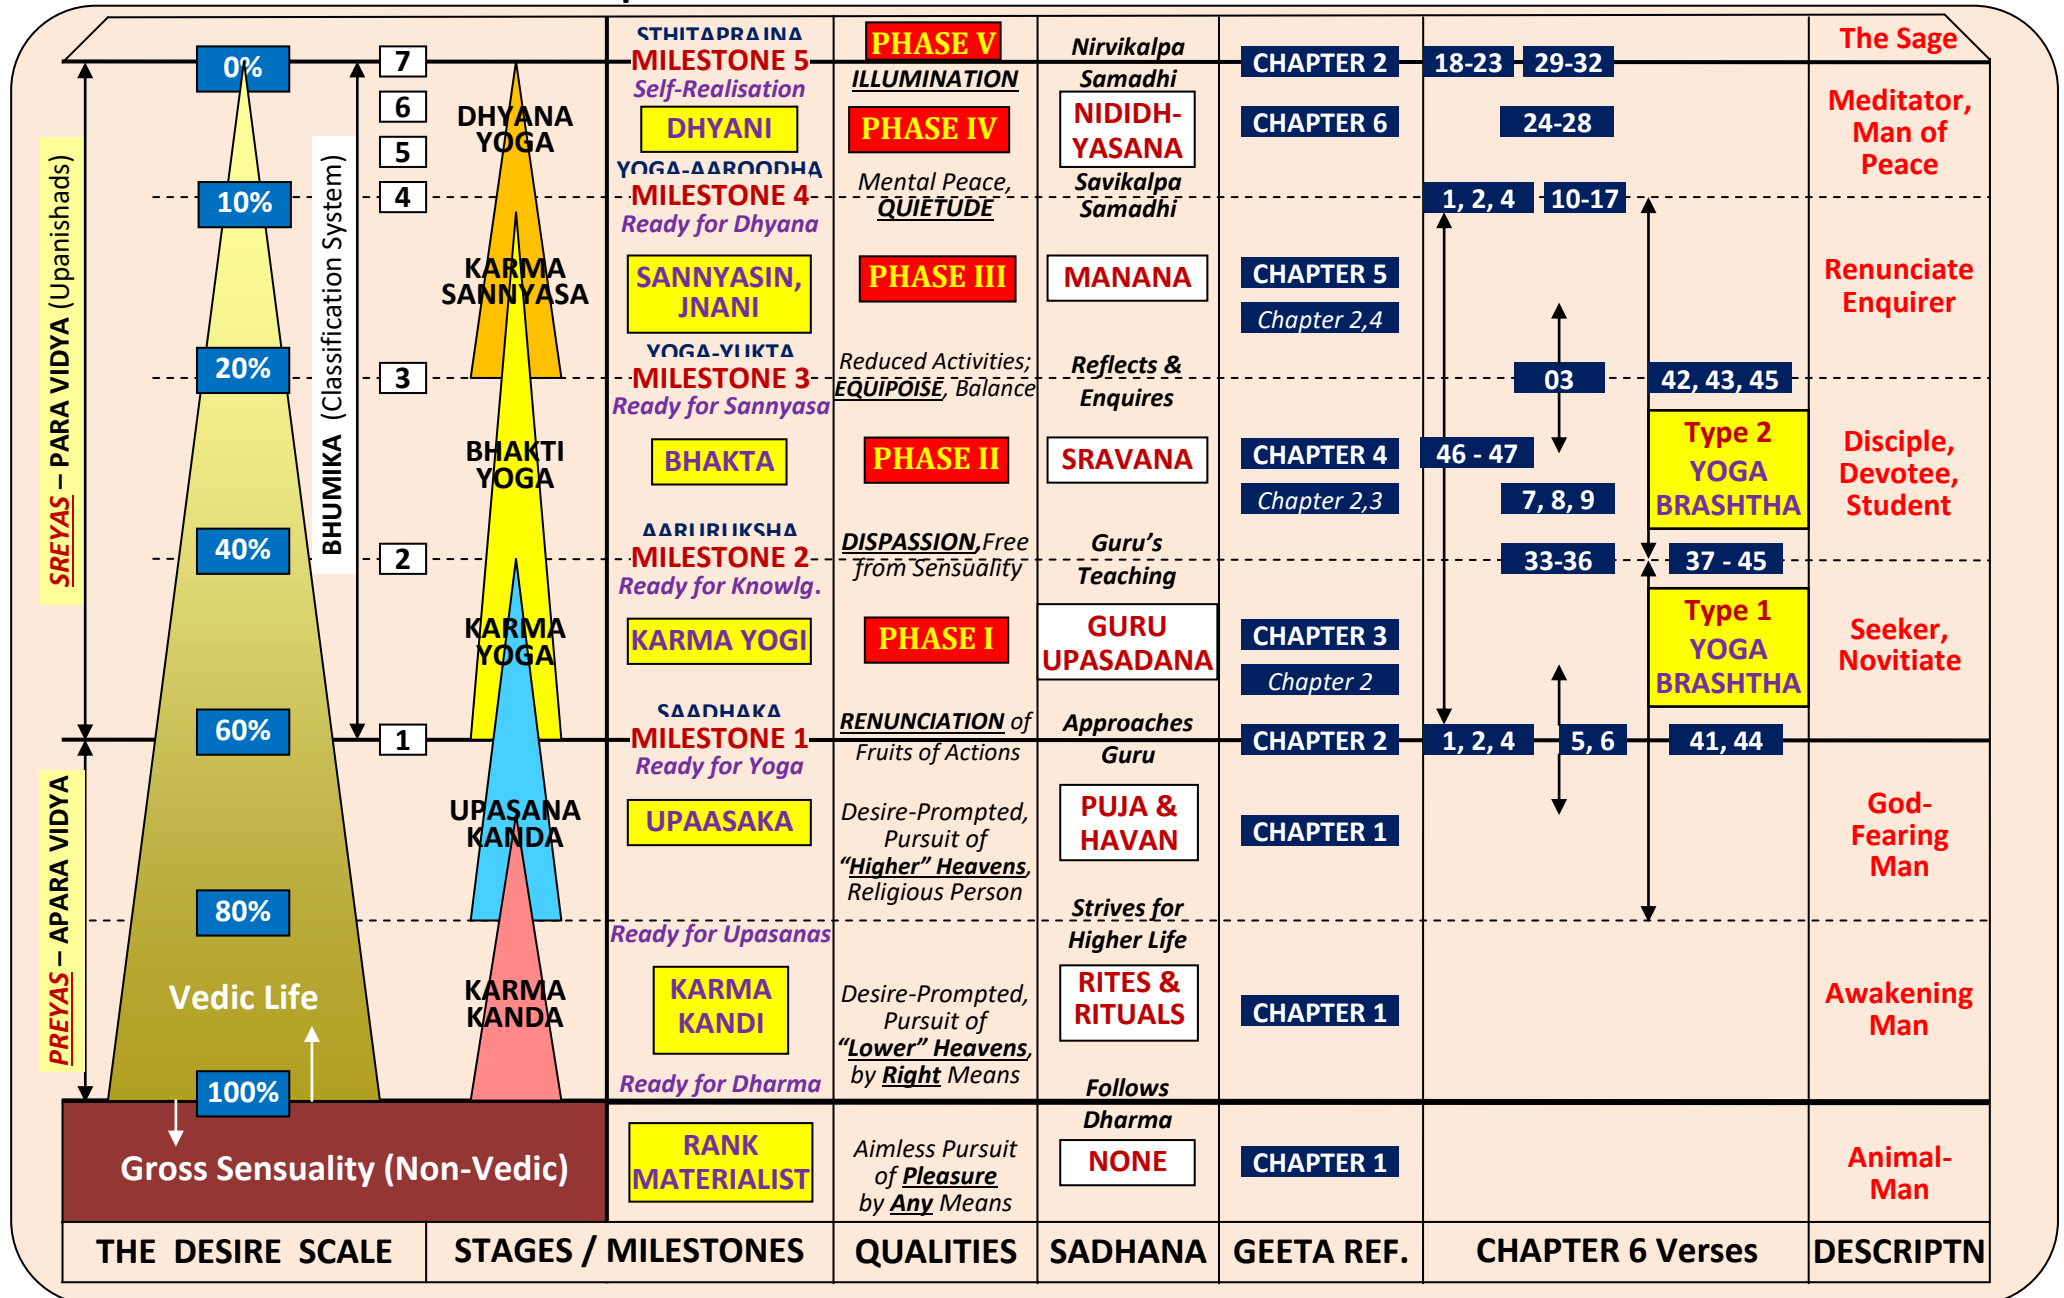 STHITAPRAJNA
PHASE V
The Sage
0%
7
MILESTONE 5
Nirvikalpa
Samadhi
CHAPTER 2
18-23
29-32
ILLUMINATION
Self-Realisation
6
DHYANA
YOGA
DHYANI
PHASE IV
NIDIDH-
YASANA
CHAPTER 6
24-28
Meditator,
Man of
Peace
5
YOGA-AAROODHA
10%
4
MILESTONE 4
Ready for Dhyana
Mental Peace,
QUIETUDE
Savikalpa
Samadhi
1, 2, 4
10-17
SREYAS – PARA VIDYA (Upanishads)
BHUMIKA (Classification System)
KARMA
SANNYASA
SANNYASIN,
JNANI
PHASE III
MANANA
CHAPTER 5
Chapter 2,4
Renunciate
Enquirer
YOGA-YUKTA
20%
3
MILESTONE 3
Ready for Sannyasa
Reduced Activities;
EQUIPOISE, Balance
Reflects &
Enquires
03
42, 43, 45
BHAKTI
YOGA
BHAKTA
PHASE II
SRAVANA
CHAPTER 4
Chapter 2,3
46 - 47
7, 8, 9
Type 2
YOGA
BRASHTHA
Disciple,
Devotee,
Student
AARURUKSHA
40%
2
MILESTONE 2
Ready for Knowlg.
DISPASSION, Free
from Sensuality
Guru’s
Teaching
33-36
37 - 45
KARMA
YOGA
KARMA YOGI
PHASE I
GURU
UPASADANA
CHAPTER 3
Chapter 2
Type 1
YOGA
BRASHTHA
Seeker,
Novitiate
SAADHAKA
60%
1
MILESTONE 1
Ready for Yoga
RENUNCIATION of
Fruits of Actions
Approaches
Guru
CHAPTER 2
1, 2, 4
5, 6
41, 44
PREYAS – APARA VIDYA
UPASANA
KANDA
UPAASAKA
Desire-Prompted,
Pursuit of
“Higher” Heavens,
Religious Person
PUJA &
HAVAN
CHAPTER 1
God-
Fearing
Man
80%
Ready for Upasanas
Strives for
Higher Life
Vedic Life
KARMA
KANDA
KARMA
KANDI
Desire-Prompted,
Pursuit of
“Lower” Heavens,
by Right Means
RITES &
RITUALS
CHAPTER 1
Awakening
Man
100%
Ready for Dharma
Follows
Dharma
Gross Sensuality (Non-Vedic)
RANK
MATERIALIST
Aimless Pursuit
of Pleasure
by Any Means
NONE
CHAPTER 1
Animal-
Man
THE DESIRE SCALE
STAGES / MILESTONES
QUALITIES
SADHANA
GEETA REF.
CHAPTER 6 Verses
DESCRIPTN